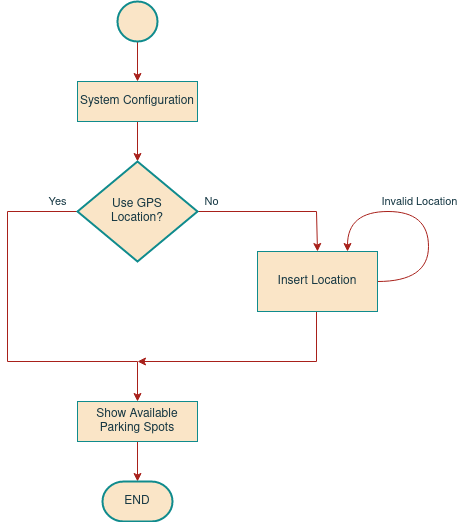 System Configuration
Use GPS
Location?
Yes
No
Invalid Location
Insert Location
Show Available
Parking Spots
END